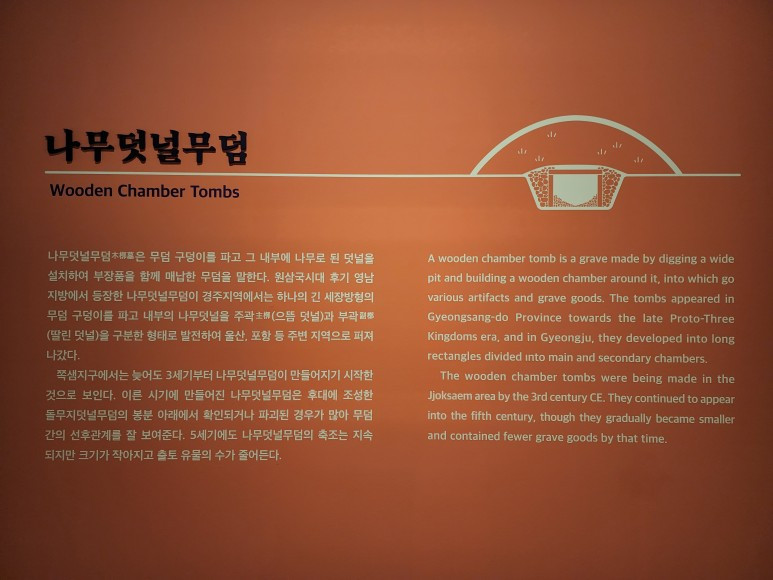 나무덧널무덤
Wooden Chamber Tombs
나무덧널무덤木槨墓은 무덤 구덩이를 파고 그 내부에 나무로 된 덧널을
설치하여 부장품을 함께 매납한 무덤을 말한다. 원삼국시대 후기 영남
지방에서 등장한 나무덧널무덤이 경주지역에서는 하나의 긴 세장방형의
무덤 구덩이를 파고 내부의 나무덧널을 주곽主槨(으뜸 덧널)과 부곽副槨
(딸린 덧널)을 구분한 형태로 발전하여 울산, 포항 등 주변 지역으로 퍼져
나갔다.
쪽샘지구에서는 늦어도 3세기부터 나무덧널무덤이 만들어지기 시작한
것으로 보인다. 이른 시기에 만들어진 나무덧널무덤은 후대에 조성한
돌무지덧널무덤의 봉분 아래에서 확인되거나 파괴된 경우가 많아 무덤
간의 선후관계를 잘 보여준다. 5세기에도 나무덧널무덤의 축조는 지속
되지만 크기가 작아지고 출토 유물의 수가 줄어든다.
A wooden chamber tomb is a grave made by digging a wide
pit and building a wooden chamber around it, into which go
various artifacts and grave goods. The tombs appeared in
Gyeongsang-do Province towards the late Proto-Three
Kingdoms era, and in Gyeongju, they developed into long
rectangles divided into main and secondary chambers.
The wooden chamber tombs were being made in the
Jjoksaem area by the 3rd century CE. They continued to appear
into the fifth century, though they gradually became smaller
and contained fewer grave goods by that time.